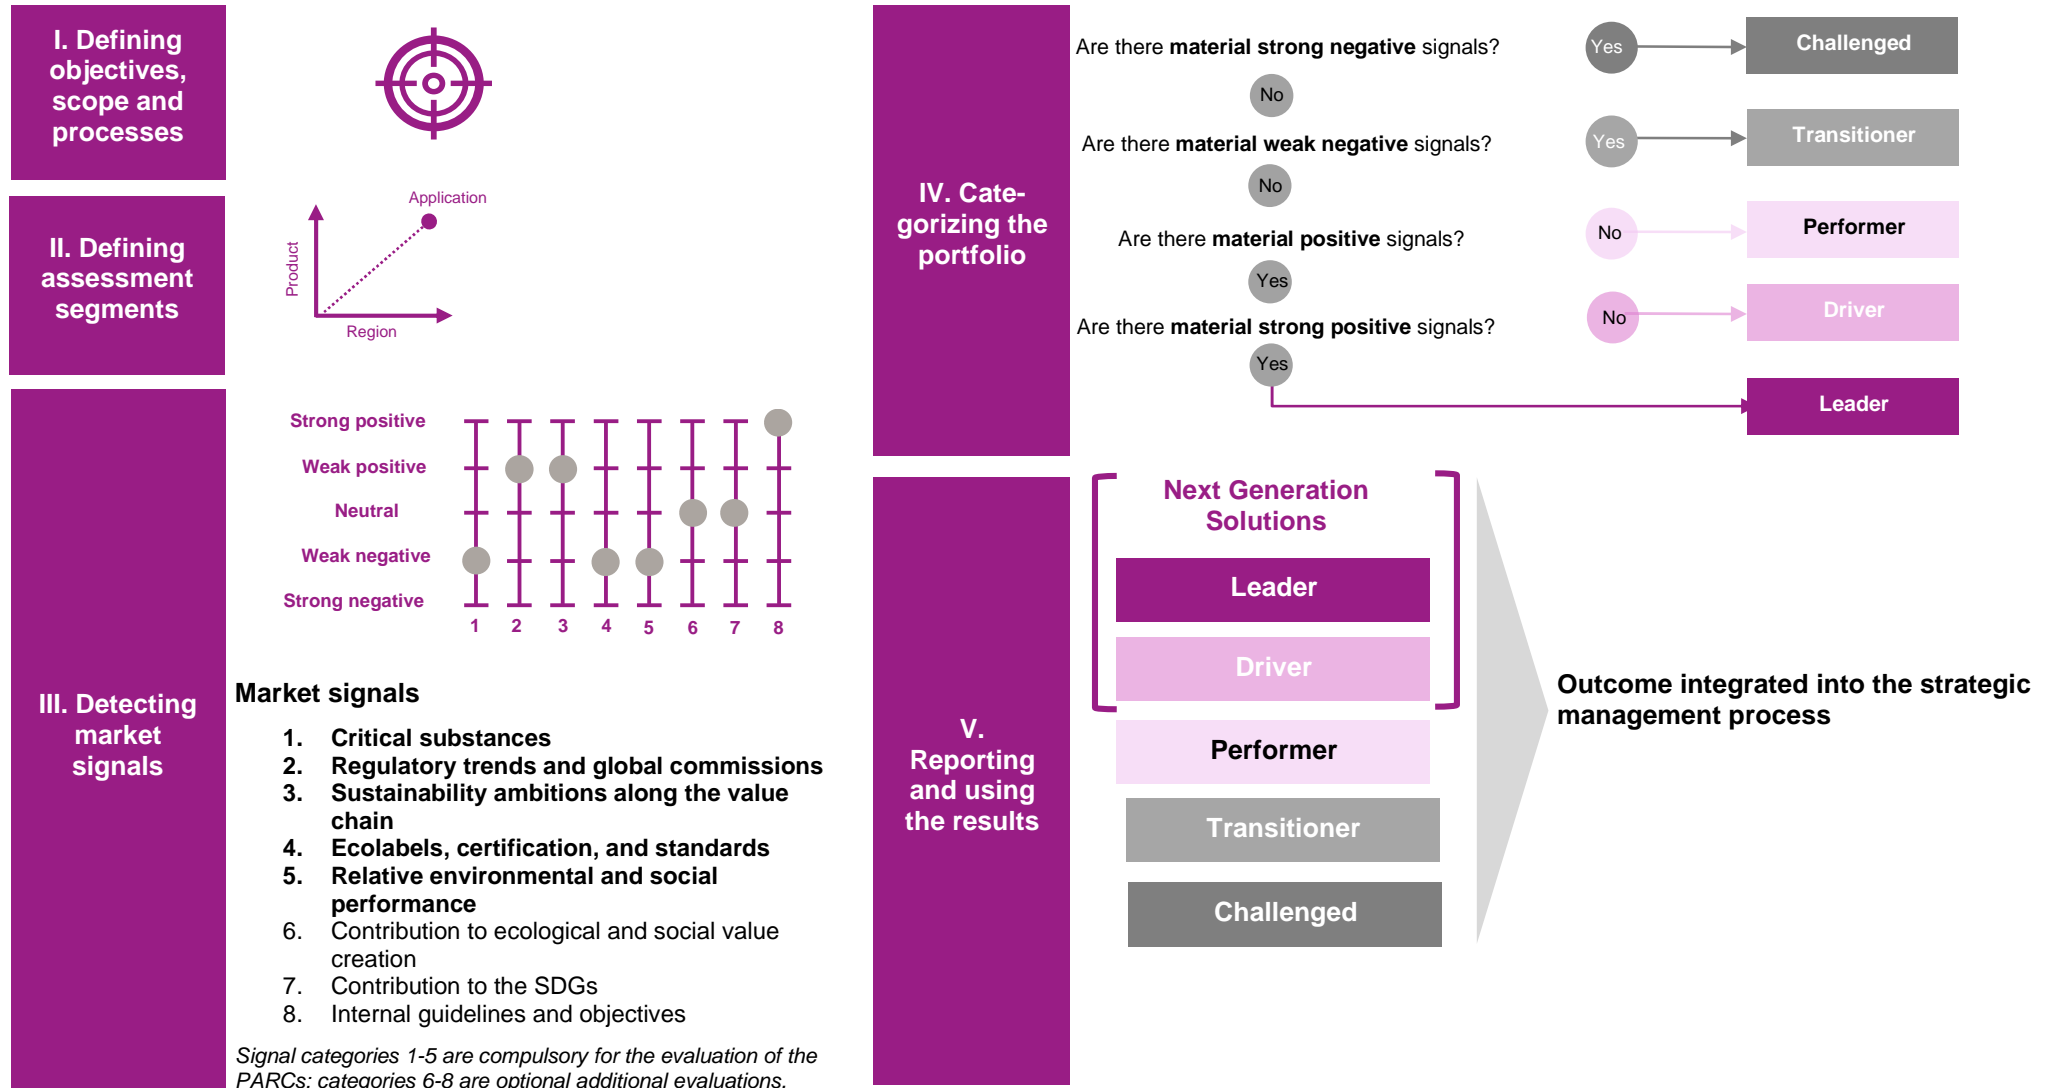 I. Defining
objectives,
scope and
processes
II. Defining
assessment
segments
Application
Product
Region
III. Detecting
market
signals
Strong positive
Weak positive
Neutral
Weak negative
Strong negative
1 2 3 4 5 6 7 8
Market signals
1. Critical substances
2. Regulatory trends and global commissions
3. Sustainability ambitions along the value
chain
4. Ecolabels, certification, and standards
5. Relative environmental and social
performance
6. Contribution to ecological and social value
creation
7. Contribution to the SDGs
8. Internal guidelines and objectives
Signal categories 1-5 are compulsory for the evaluation of the
PARCs; categories 6-8 are optional additional evaluations.
IV. Cate-
gorizing the
portfolio
Are there material strong negative signals?
Yes
Challenged
No
Are there material weak negative signals?
Yes
Transitioner
No
Are there material positive signals?
No
Performer
Yes
Are there material strong positive signals?
No
Driver
Yes
Leader
V.
Reporting
and using
the results
Next Generation
Solutions
Leader
Driver
Performer
Transitioner
Challenged
Outcome integrated into the strategic
management process